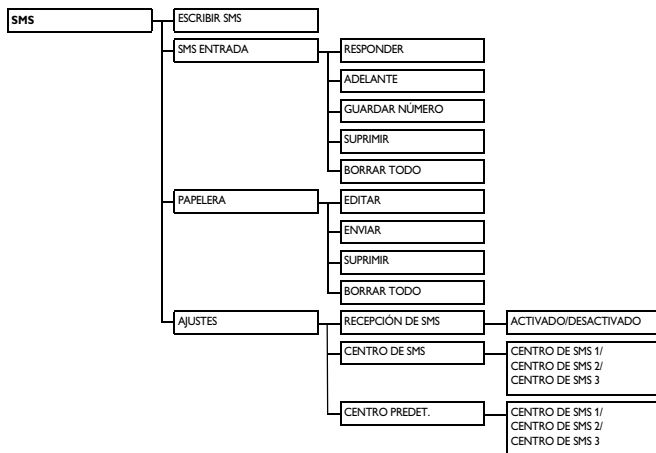 SMS
ESCRIBIR SMS
SMS ENTRADA
RESPONDER
ADELANTE
GUARDAR NÚMERO
SUPRIMIR
BORRAR TODO
PAPELERA
EDITAR
ENVIAR
SUPRIMIR
BORRAR TODO
AJUSTES
RECEPCIÓN DE SMS
ACTIVADO/DESACTIVADO
CENTRO DE SMS
CENTRO DE SMS 1/
CENTRO DE SMS 2/
CENTRO DE SMS 3
CENTRO PREDET.
CENTRO DE SMS 1/
CENTRO DE SMS 2/
CENTRO DE SMS 3